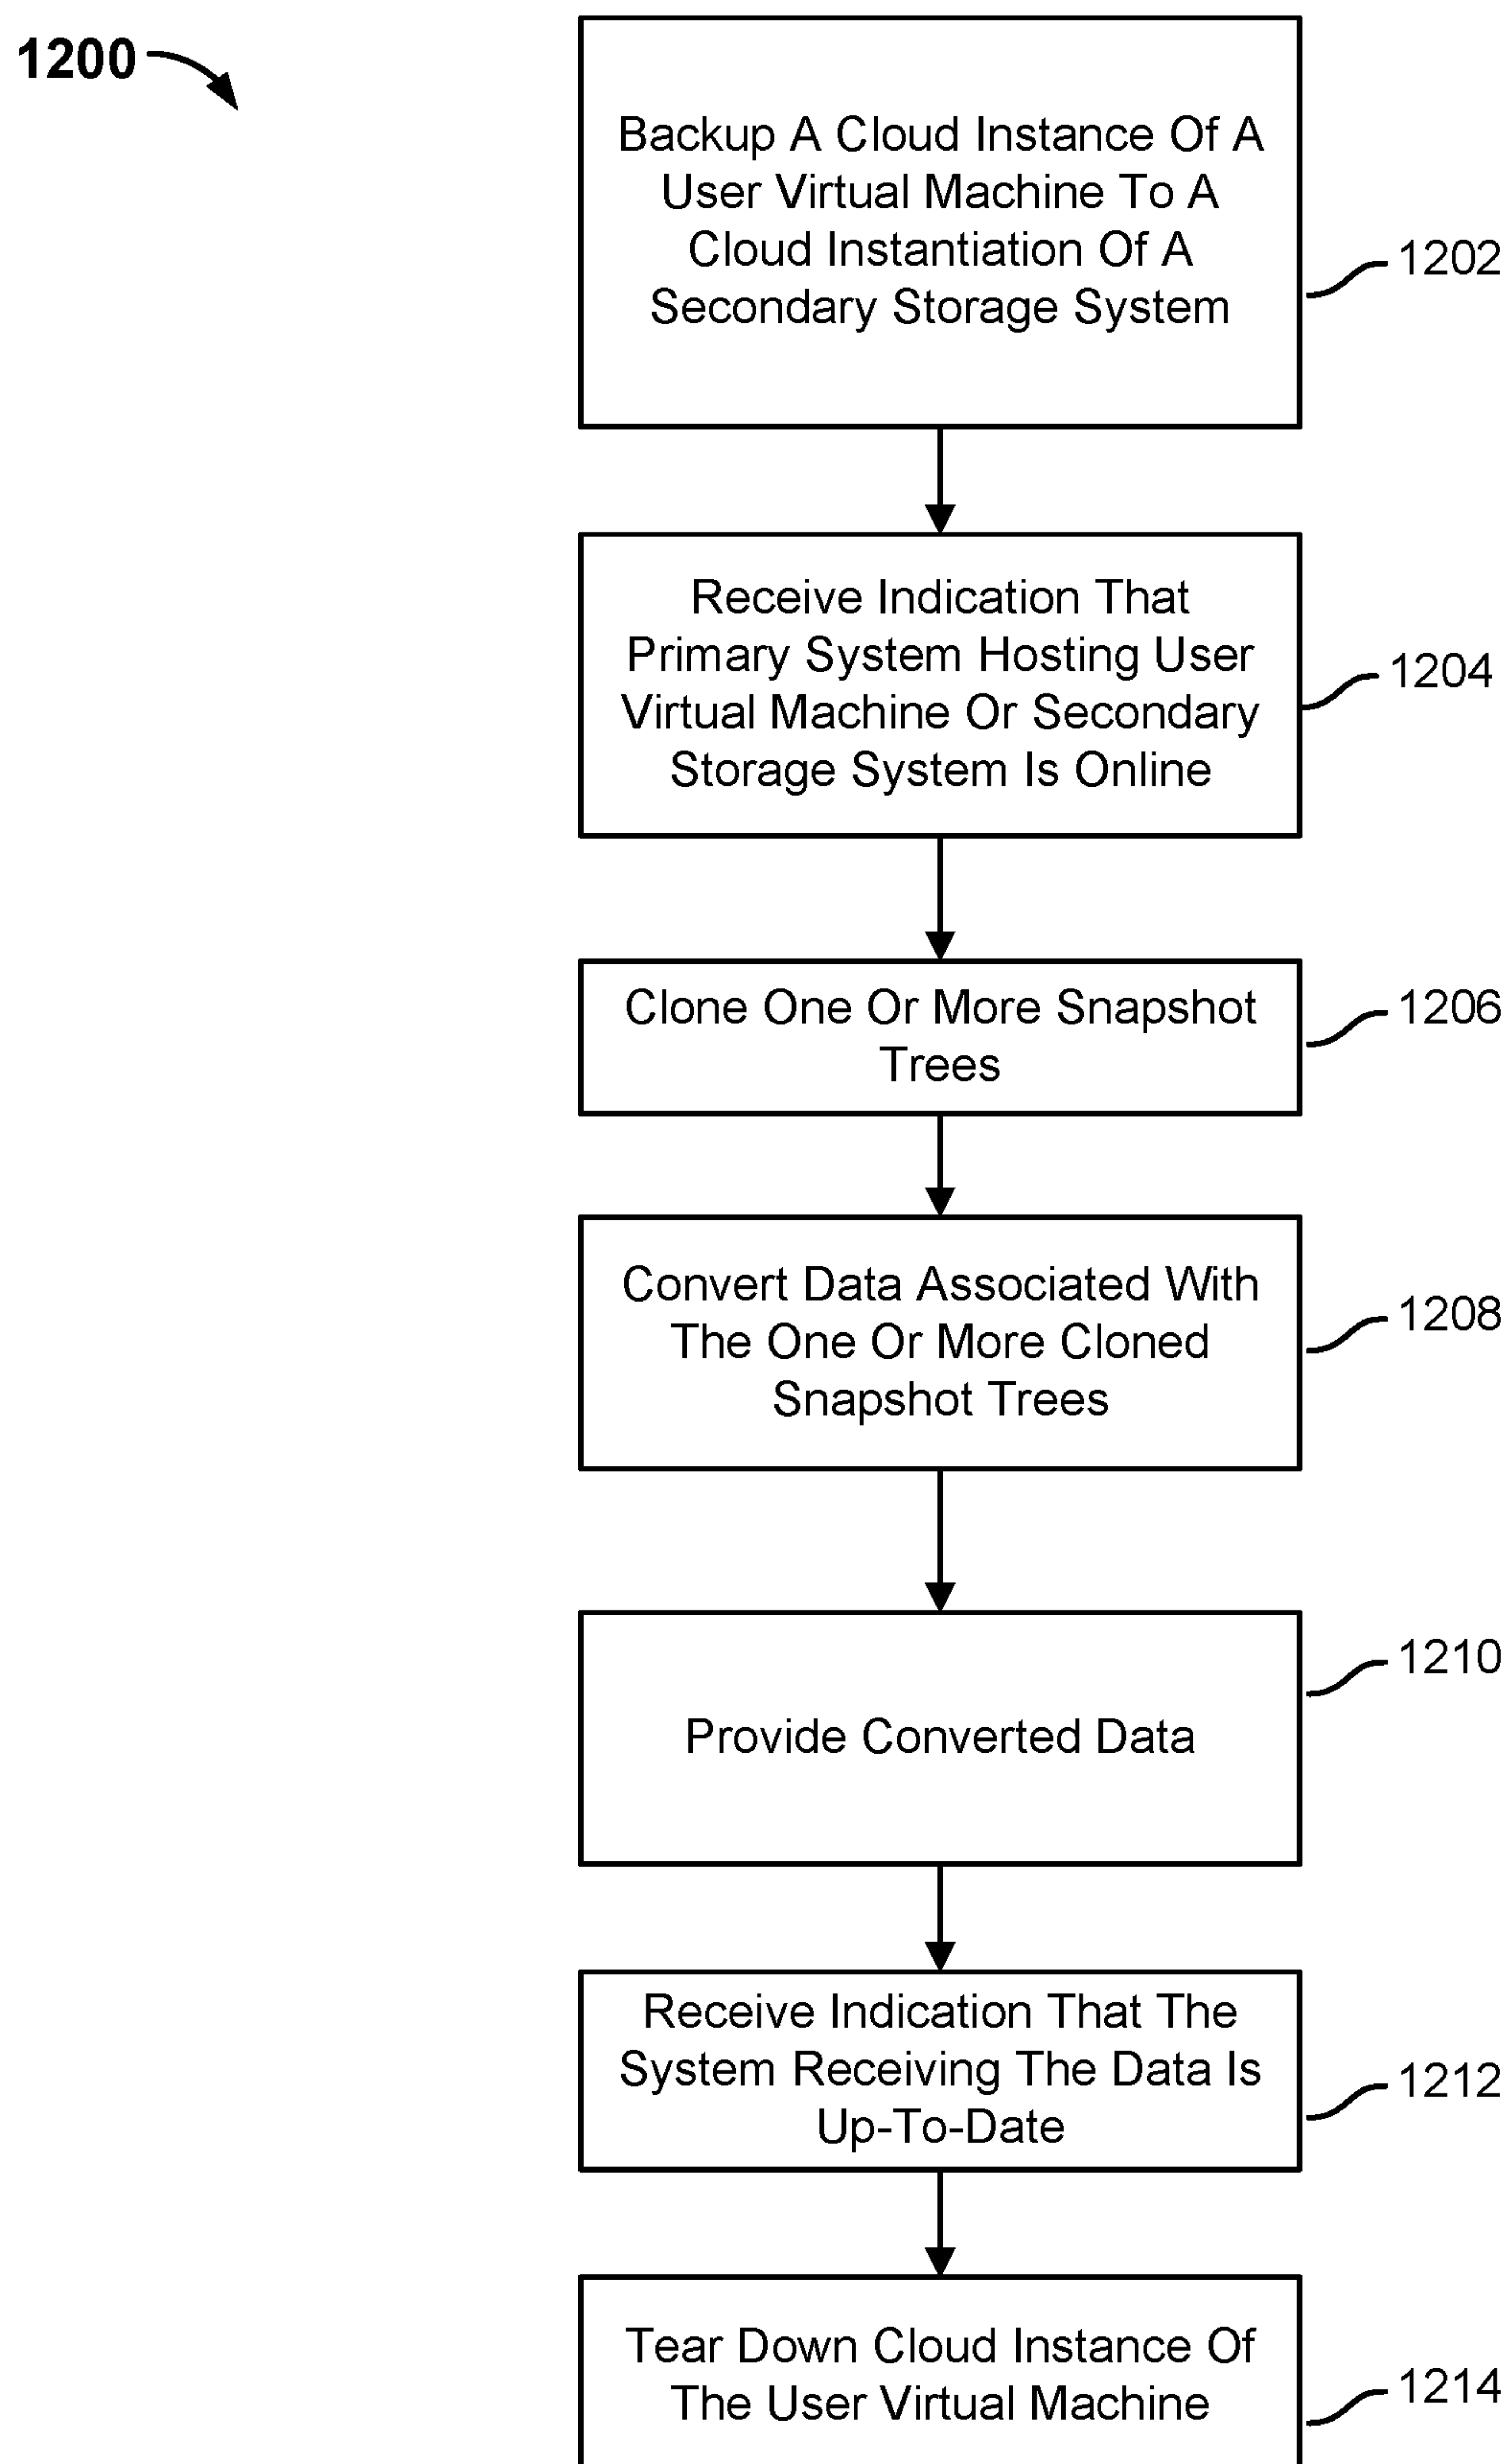 1200
Backup A Cloud Instance Of A
User Virtual Machine To A
Cloud Instantiation Of A
Secondary Storage System
1202
Receive Indication That
Primary System Hosting User
Virtual Machine Or Secondary
Storage System Is Online
1204
Clone One Or More Snapshot
Trees
1206
Convert Data Associated With
The One Or More Cloned
Snapshot Trees
1208
Provide Converted Data
1210
Receive Indication That The
System Receiving The Data Is
Up-To-Date
1212
Tear Down Cloud Instance Of
The User Virtual Machine
1214